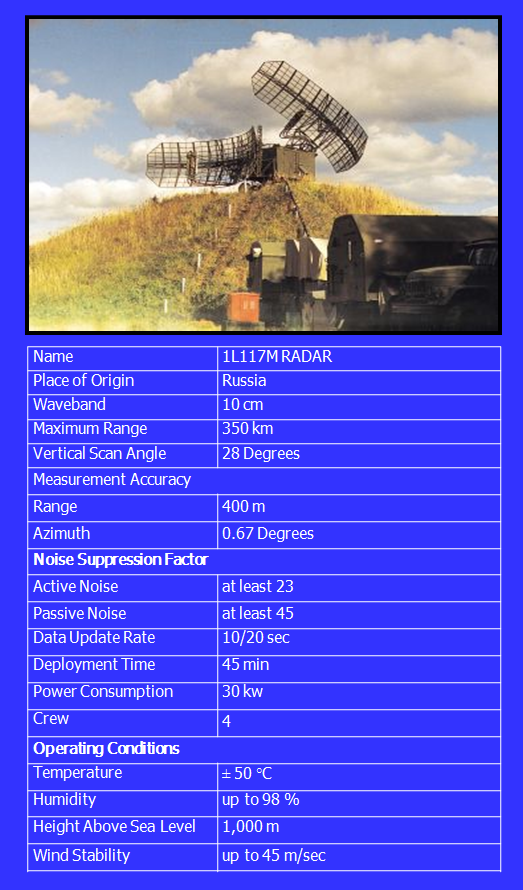 Name 1L117M RADAR
Place of Origin Russia
Waveband 10 cm
Maximum Range 350 km
Vertical Scan Angle 28 Degrees
Measurement Accuracy
Range 400 m
Azimuth 0.67 Degrees
Noise Suppression Factor
Active Noise at least 23
Passive Noise at least 45
Data Update Rate 10/20 sec
Deployment Time 45 min
Power Consumption 30 kw
Crew 4
Operating Conditions
Temperature ± 50 °C
Humidity up to 98 %
Height Above Sea Level 1,000 m
Wind Stability up to 45 m/sec